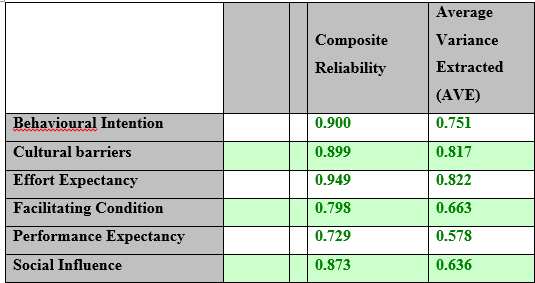 Composite Reliability
Average Variance Extracted (AVE)
Behavioural Intention 0.900 0.751
Cultural barriers 0.899 0.817
Effort Expectancy 0.949 0.822
Facilitating Condition 0.798 0.663
Performance Expectancy 0.729 0.578
Social Influence 0.873 0.636